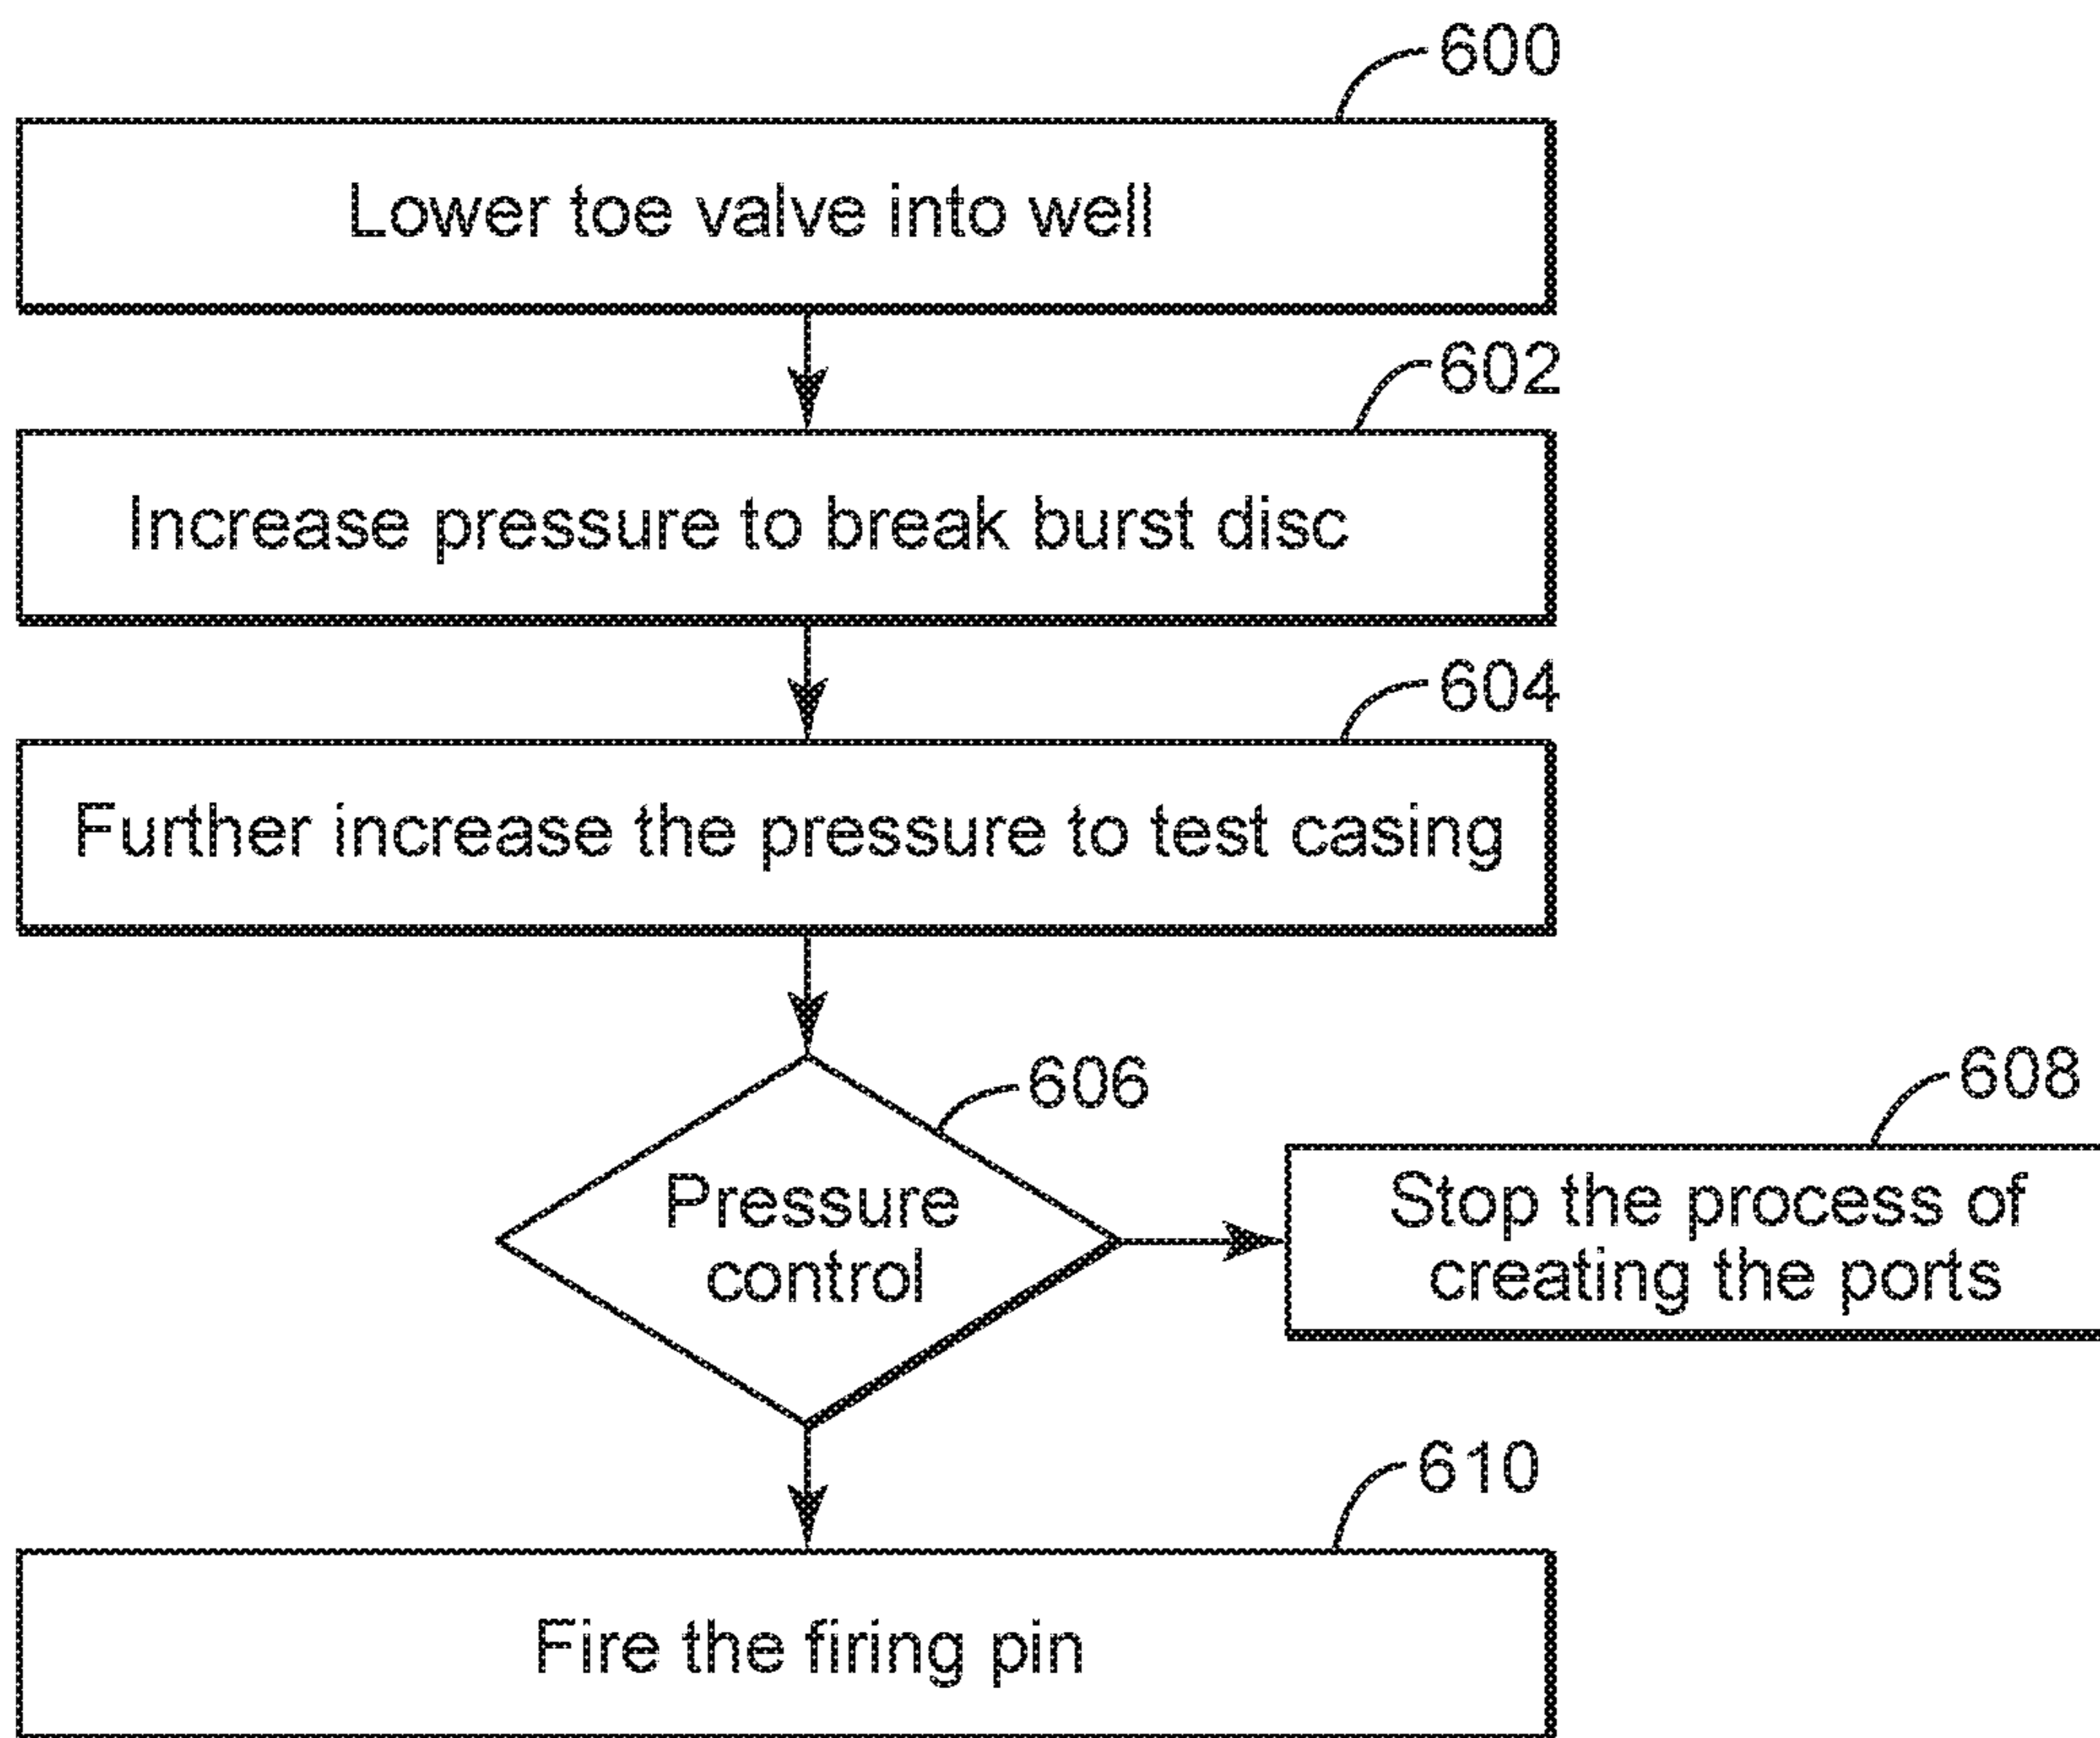 600
Lower toe valve into well
602
Increase pressure to break burst disc
604
Further increase the pressure to test casing
606
Pressure
control
608
Stop the process of
creating the ports
610
Fire the firing pin